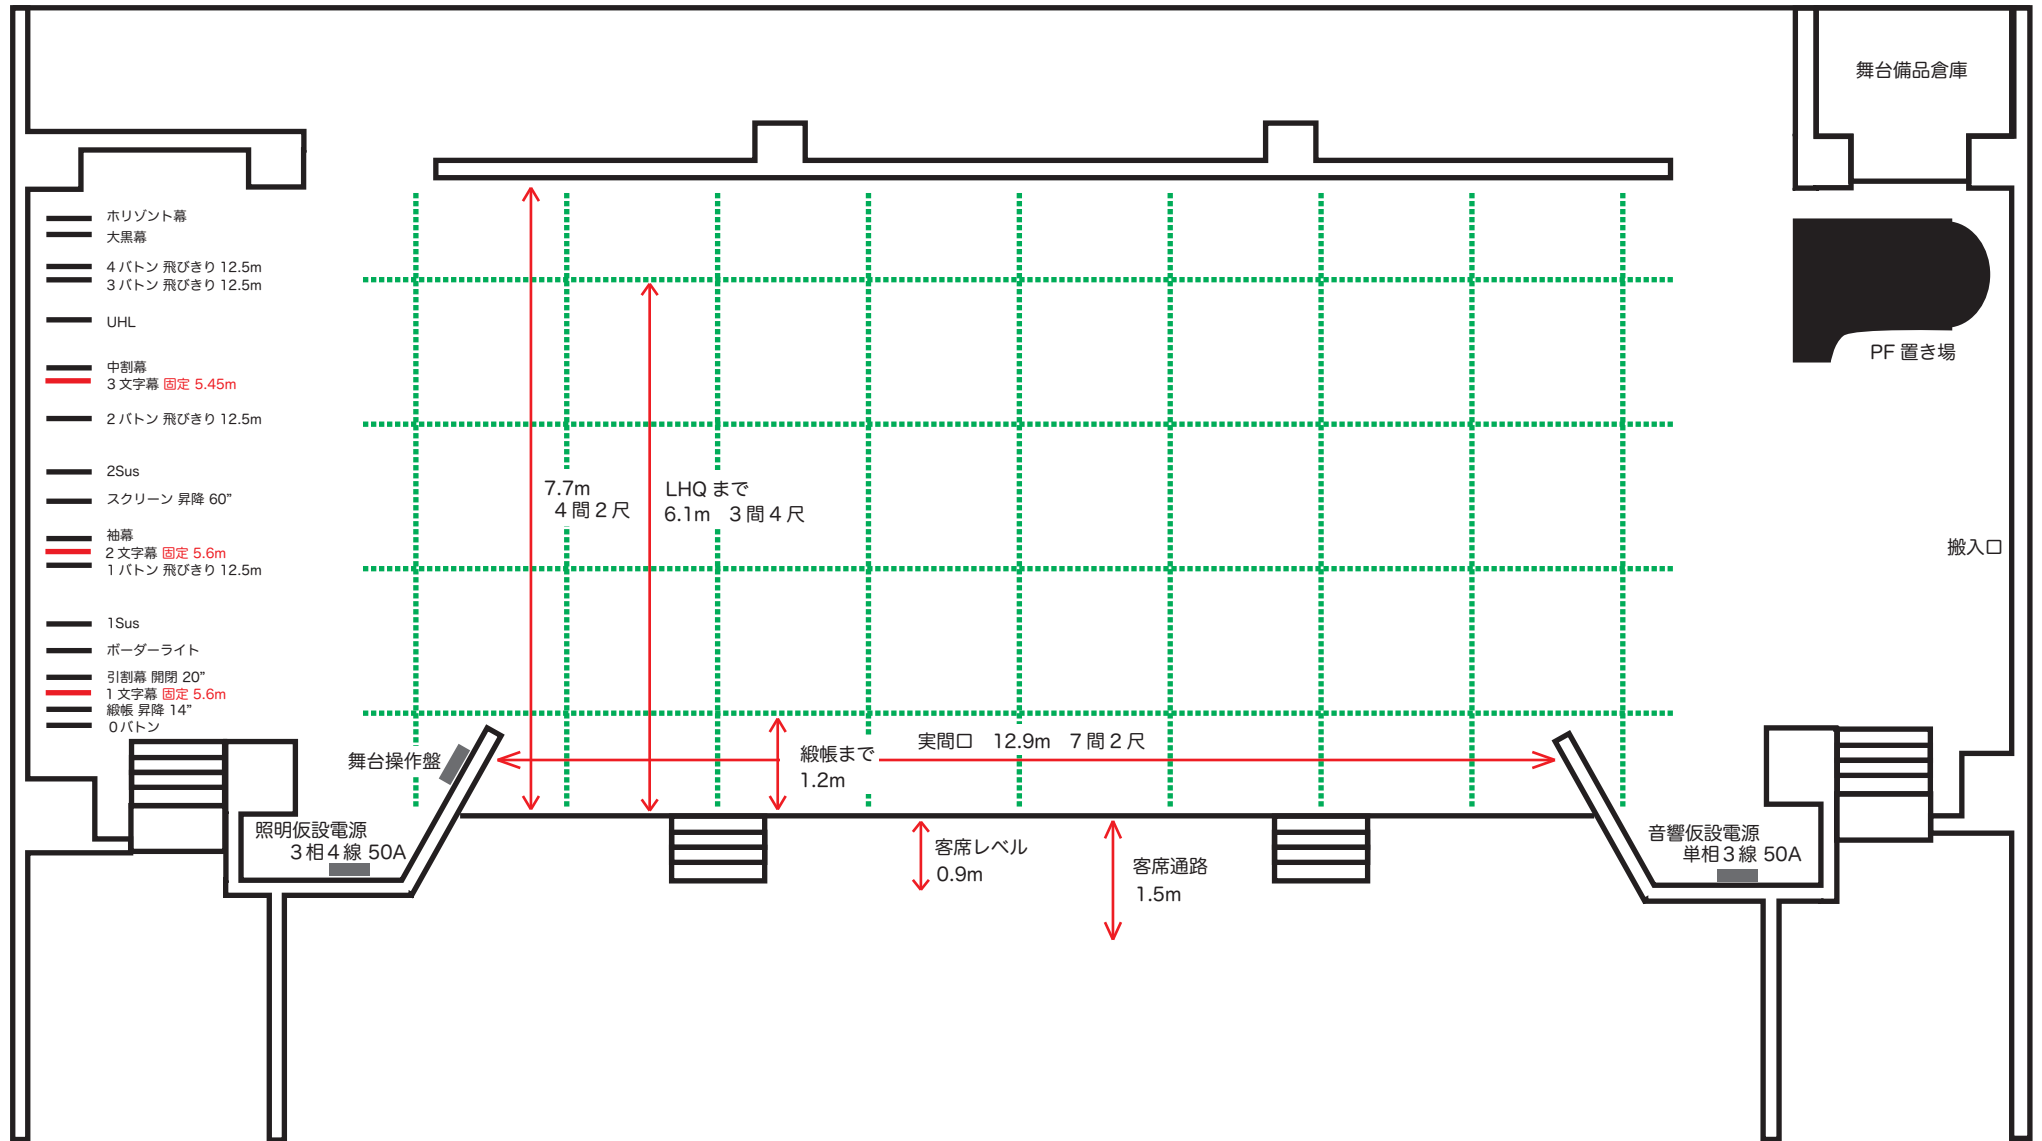 舞台備品倉庫
ホリゾント幕
大黒幕
4 バトン 飛びきり 12.5m
3 バトン 飛びきり 12.5m
UHL
中割幕
3 文字幕 固定 5.45m
2 バトン 飛びきり 12.5m
2Sus
スクリーン 昇降 60”
袖幕
2 文字幕 固定 5.6m
1 バトン 飛びきり 12.5m
1Sus
ボーダーライト
引割幕 開閉 20”
1 文字幕 固定 5.6m
緞帳 昇降 14”
0 バトン
PF 置き場
7.7m
4 間 2 尺
LHQ まで
6.1m 3 間 4 尺
搬入口
舞台操作盤
緞帳まで
1.2m
実間口 12.9m 7 間 2 尺
照明仮設電源
3 相 4 線 50A
客席レベル
0.9m
客席通路
1.5m
音響仮設電源
単相 3 線 50A